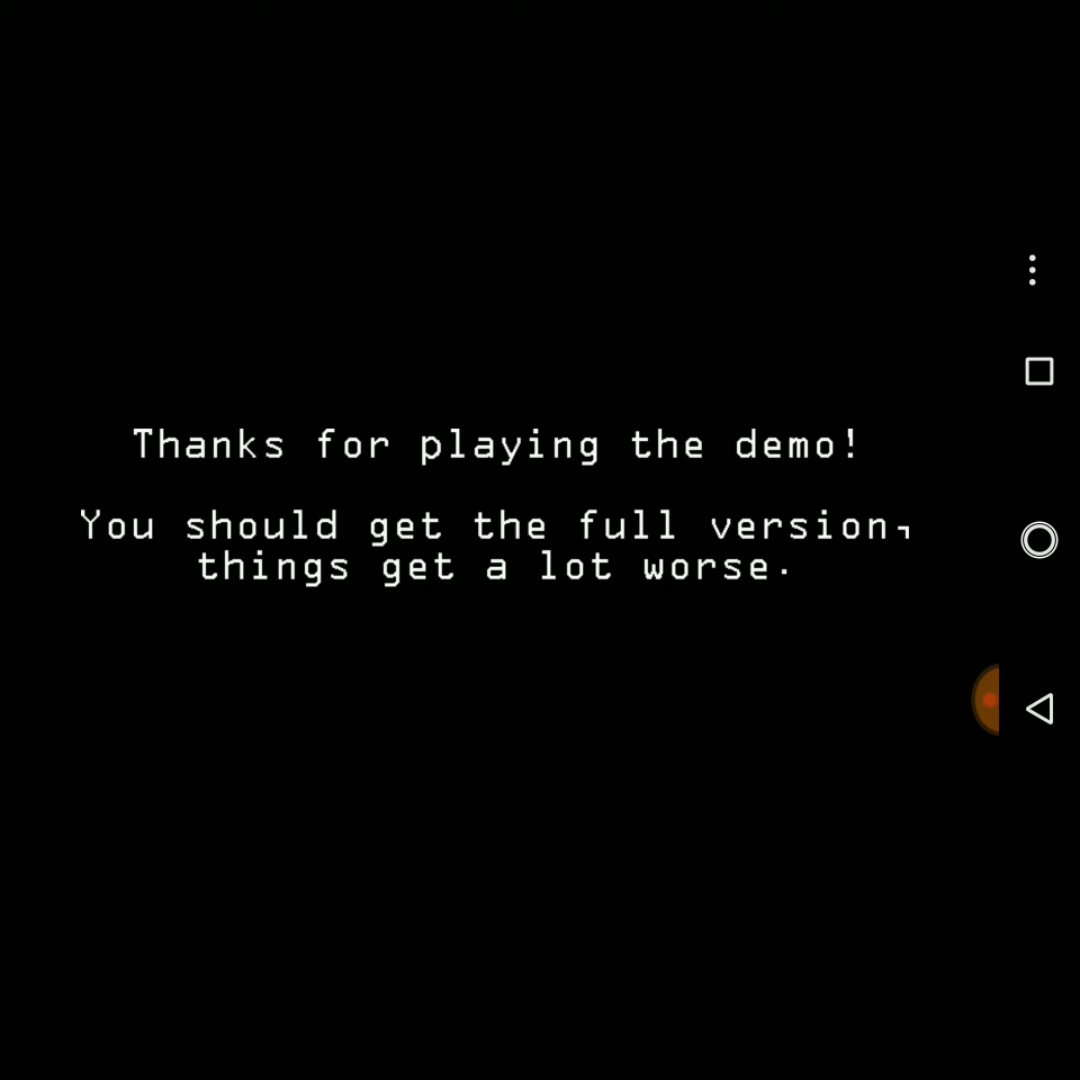 Thanks for playing the demo!
You should get the full version,
things get a lot worse.